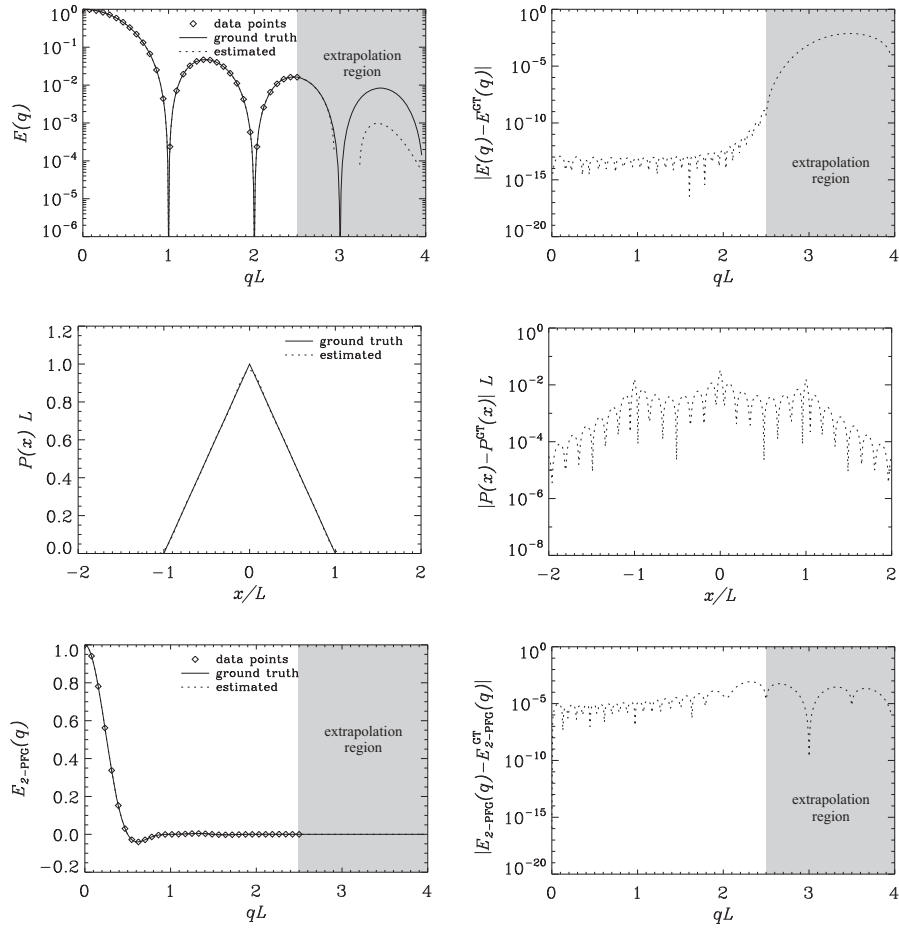 10^0
10^-1
10^-2
10^-3
10^-4
10^-5
10^-6
E(q)
data points
ground truth
estimated
extrapolation
region
0 1 2 3 4
qL
10^0
10^-5
10^-10
10^-15
10^-20
|E(q)−E^GT(q)|
extrapolation
region
0 1 2 3 4
qL
1.2
1.0
0.8
0.6
0.4
0.2
0.0
P(x) L
ground truth
estimated
−2 −1 0 1 2
x/L
10^0
10^-2
10^-4
10^-6
10^-8
|P(x)−P^GT(x)| L
−2 −1 0 1 2
x/L
1.0
0.8
0.6
0.4
0.2
0.0
−0.2
E_2-PFG(q)
data points
ground truth
estimated
extrapolation
region
0 1 2 3 4
qL
10^0
10^-5
10^-10
10^-15
10^-20
|E_2-PFG(q)−E^GT_2-PFG(q)|
extrapolation
region
0 1 2 3 4
qL